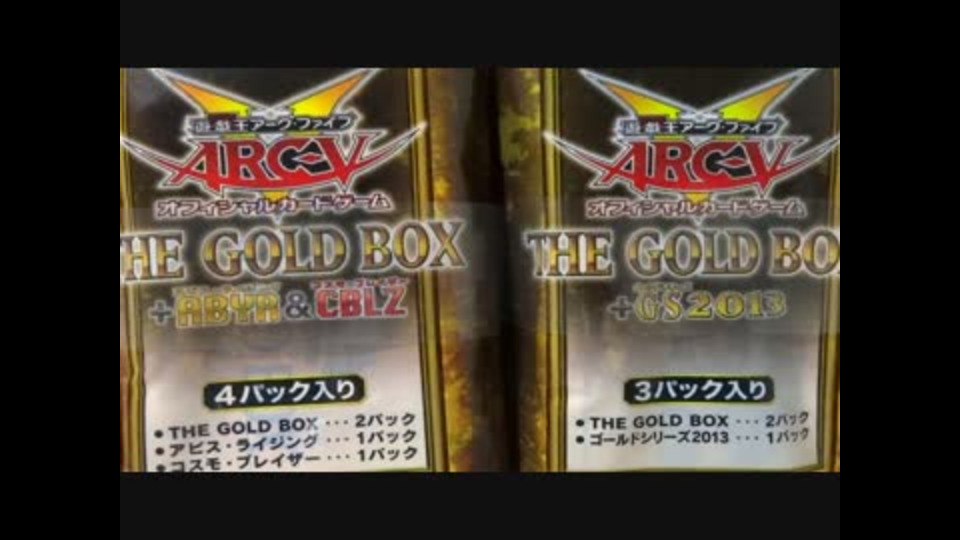 遊戯王アーク・ファイブ
ARC-V
オフィシャルカードゲーム
THE GOLD BOX
+ABYR&CBLZ
4パック入り
• THE GOLD BOX ··· 2パック
• アビス・ライジング ··· 1パック
• コスモ・ブレイザー ··· 1パック
遊戯王アーク・ファイブ
ARC-V
オフィシャルカードゲーム
THE GOLD BO
+GS2013
3パック入り
• THE GOLD BOX ··· 2パック
• ゴールドシリーズ2013 ··· 1パック